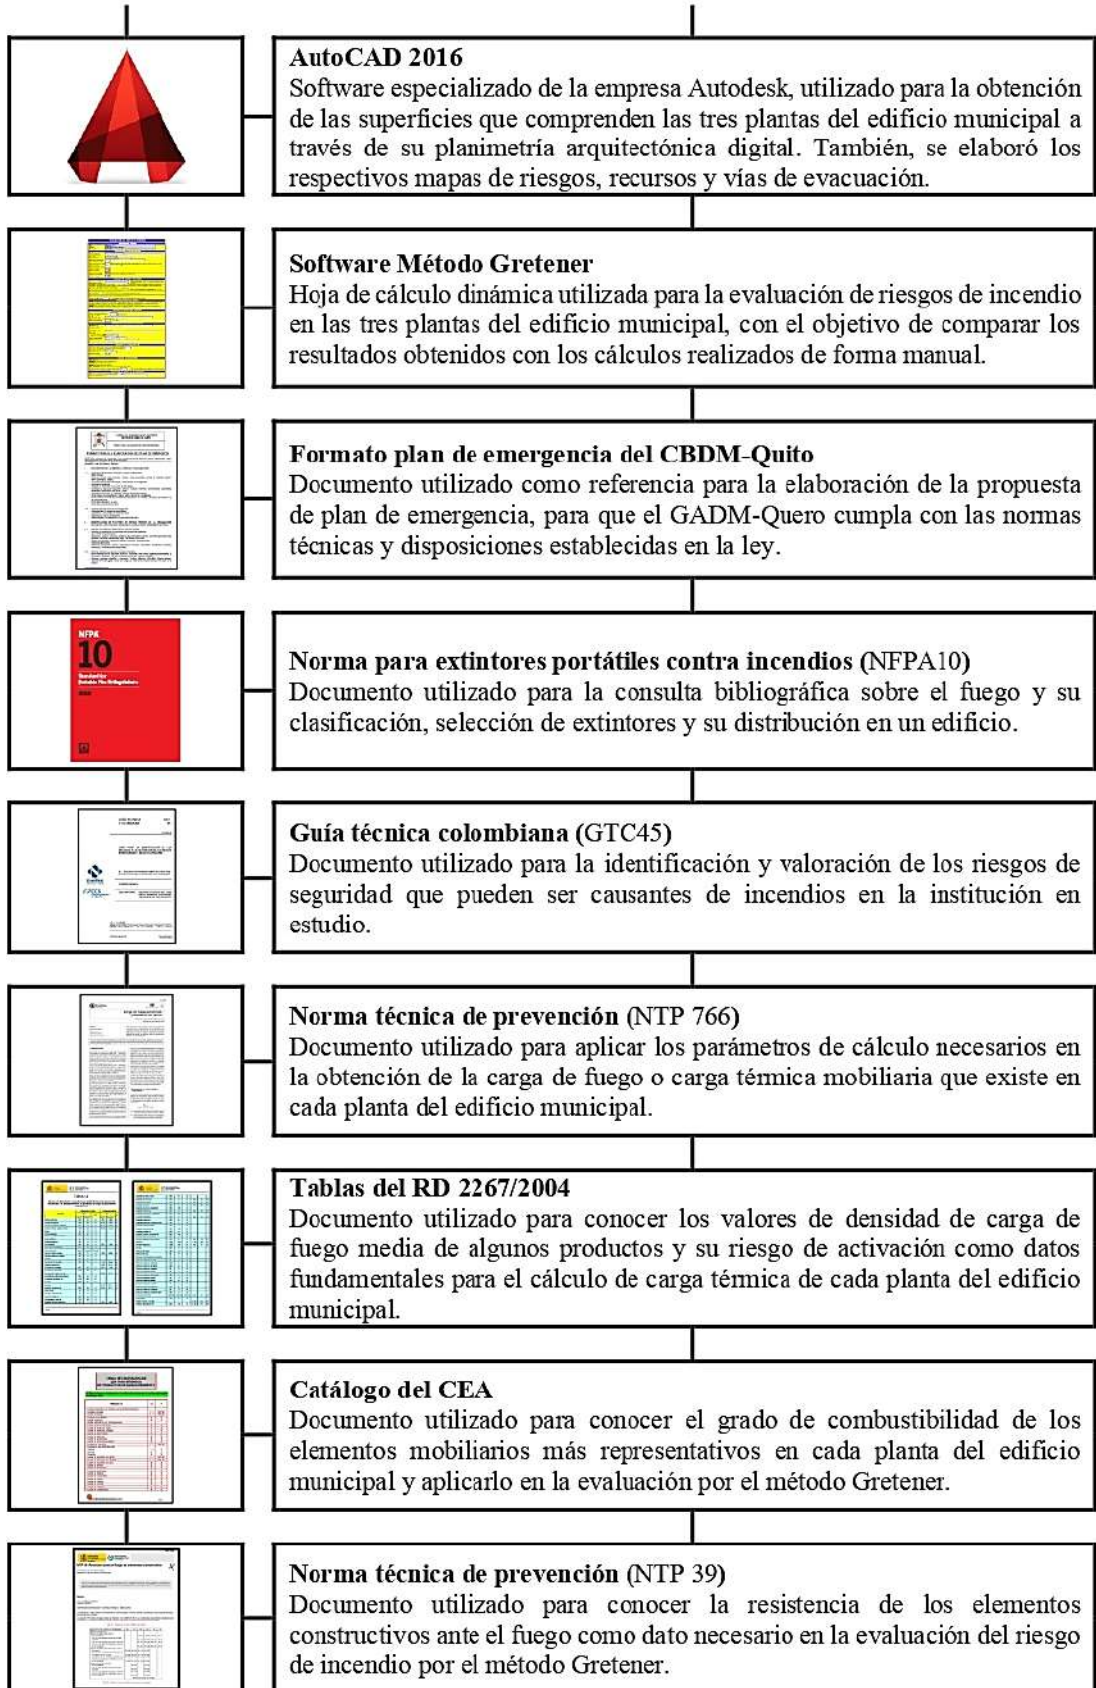 AutoCAD 2016
Software especializado de la empresa Autodesk, utilizado para la obtención
de las superficies que comprenden las tres plantas del edificio municipal a
través de su planimetría arquitectónica digital. También, se elaboró los
respectivos mapas de riesgos, recursos y vías de evacuación.
Software Método Gretener
Hoja de cálculo dinámica utilizada para la evaluación de riesgos de incendio
en las tres plantas del edificio municipal, con el objetivo de comparar los
resultados obtenidos con los cálculos realizados de forma manual.
Formato plan de emergencia del CBDM-Quito
Documento utilizado como referencia para la elaboración de la propuesta
de plan de emergencia, para que el GADM-Quero cumpla con las normas
técnicas y disposiciones establecidas en la ley.
NFPA
10
Norma para extintores portátiles contra incendios (NFPA10)
Documento utilizado para la consulta bibliográfica sobre el fuego y su
clasificación, selección de extintores y su distribución en un edificio.
Guía técnica colombiana (GTC45)
Documento utilizado para la identificación y valoración de los riesgos de
seguridad que pueden ser causantes de incendios en la institución en
estudio.
Norma técnica de prevención (NTP 766)
Documento utilizado para aplicar los parámetros de cálculo necesarios en
la obtención de la carga de fuego o carga térmica mobiliaria que existe en
cada planta del edificio municipal.
Tablas del RD 2267/2004
Documento utilizado para conocer los valores de densidad de carga de
fuego media de algunos productos y su riesgo de activación como datos
fundamentales para el cálculo de carga térmica de cada planta del edificio
municipal.
Catálogo del CEA
Documento utilizado para conocer el grado de combustibilidad de los
elementos mobiliarios más representativos en cada planta del edificio
municipal y aplicarlo en la evaluación por el método Gretener.
Norma técnica de prevención (NTP 39)
Documento utilizado para conocer la resistencia de los elementos
constructivos ante el fuego como dato necesario en la evaluación del riesgo
de incendio por el método Gretener.